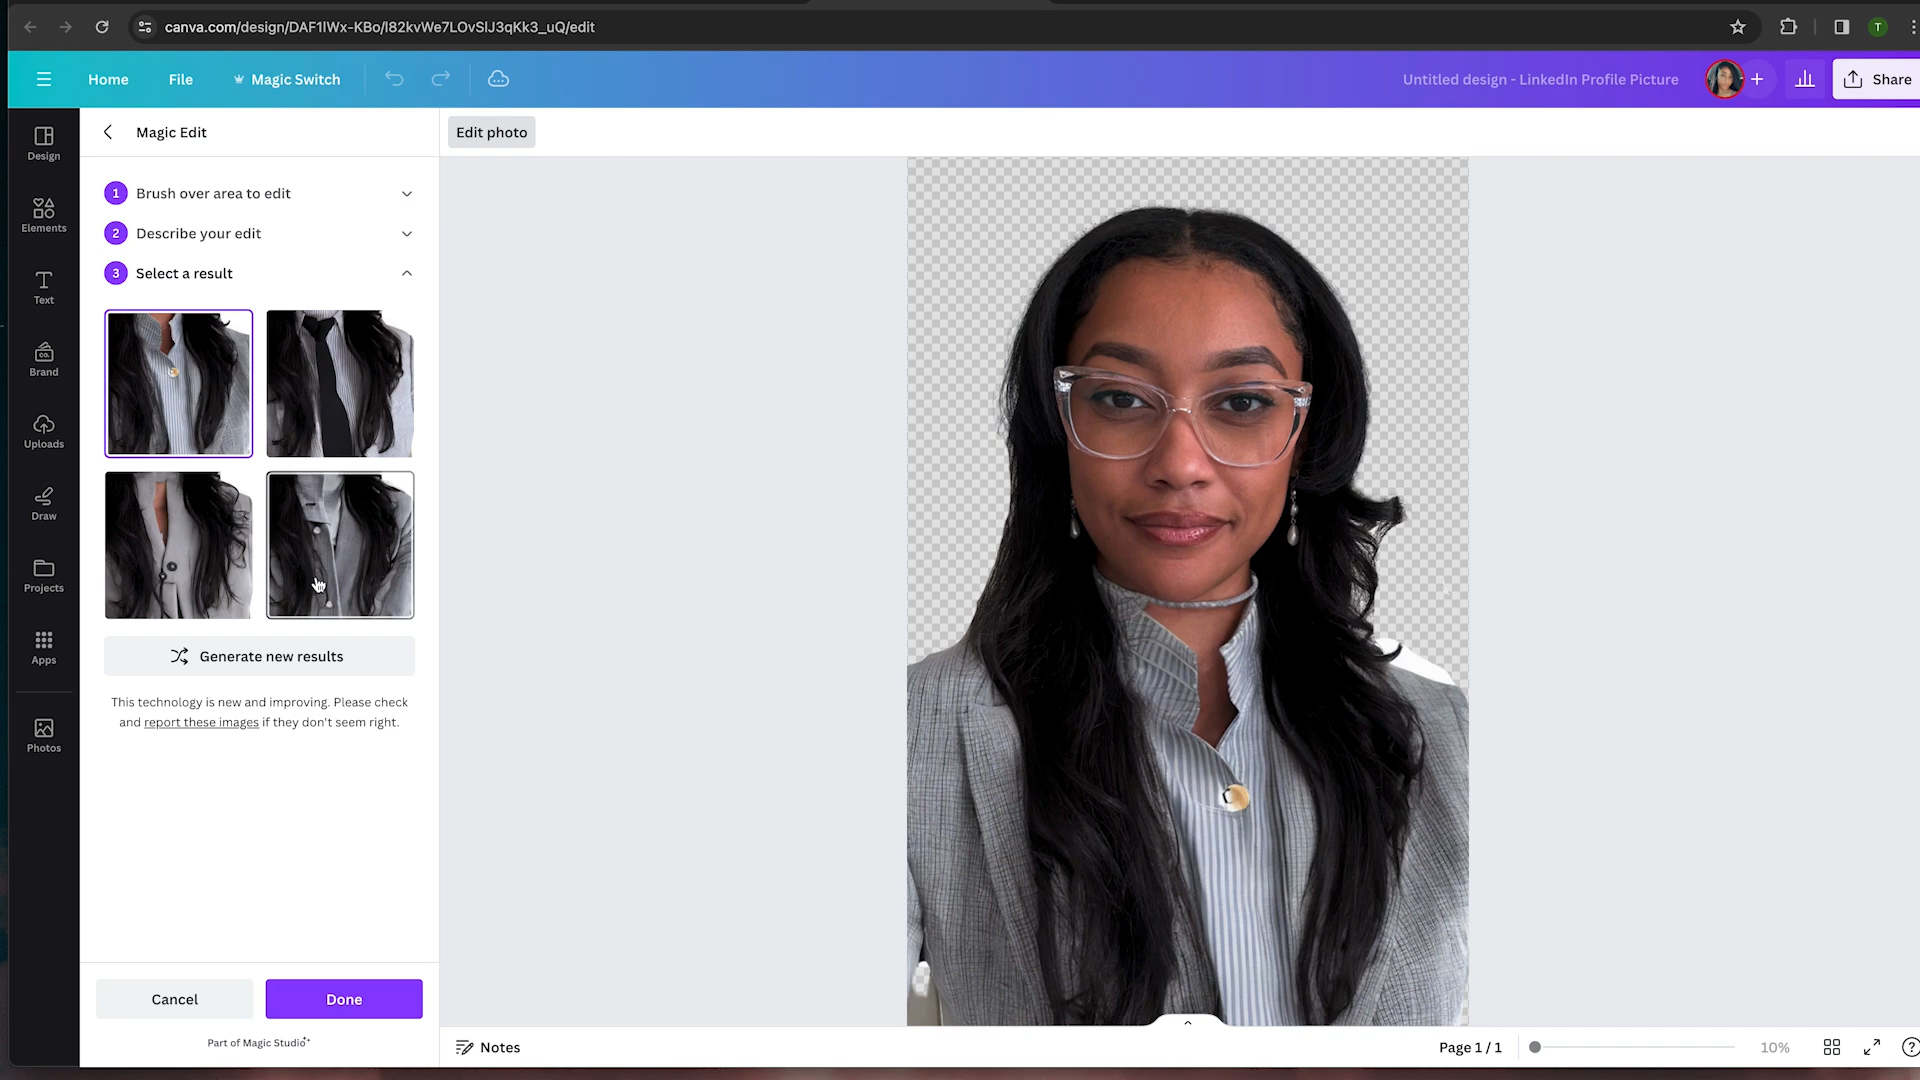 canva.com/design/DAF1lWx-KBo/l82kvWe7LOvSlJ3qKk3_uQ/edit
T
Home
File
Magic Switch
Untitled design - LinkedIn Profile Picture
Share
Design
Elements
Text
Brand
Uploads
Draw
Projects
Apps
Photos
Magic Edit
Edit photo
1 Brush over area to edit
2 Describe your edit
3 Select a result
Generate new results
This technology is new and improving. Please check
and report these images if they don't seem right.
Cancel
Done
Part of Magic Studio
Notes
Page 1 / 1
10%
?